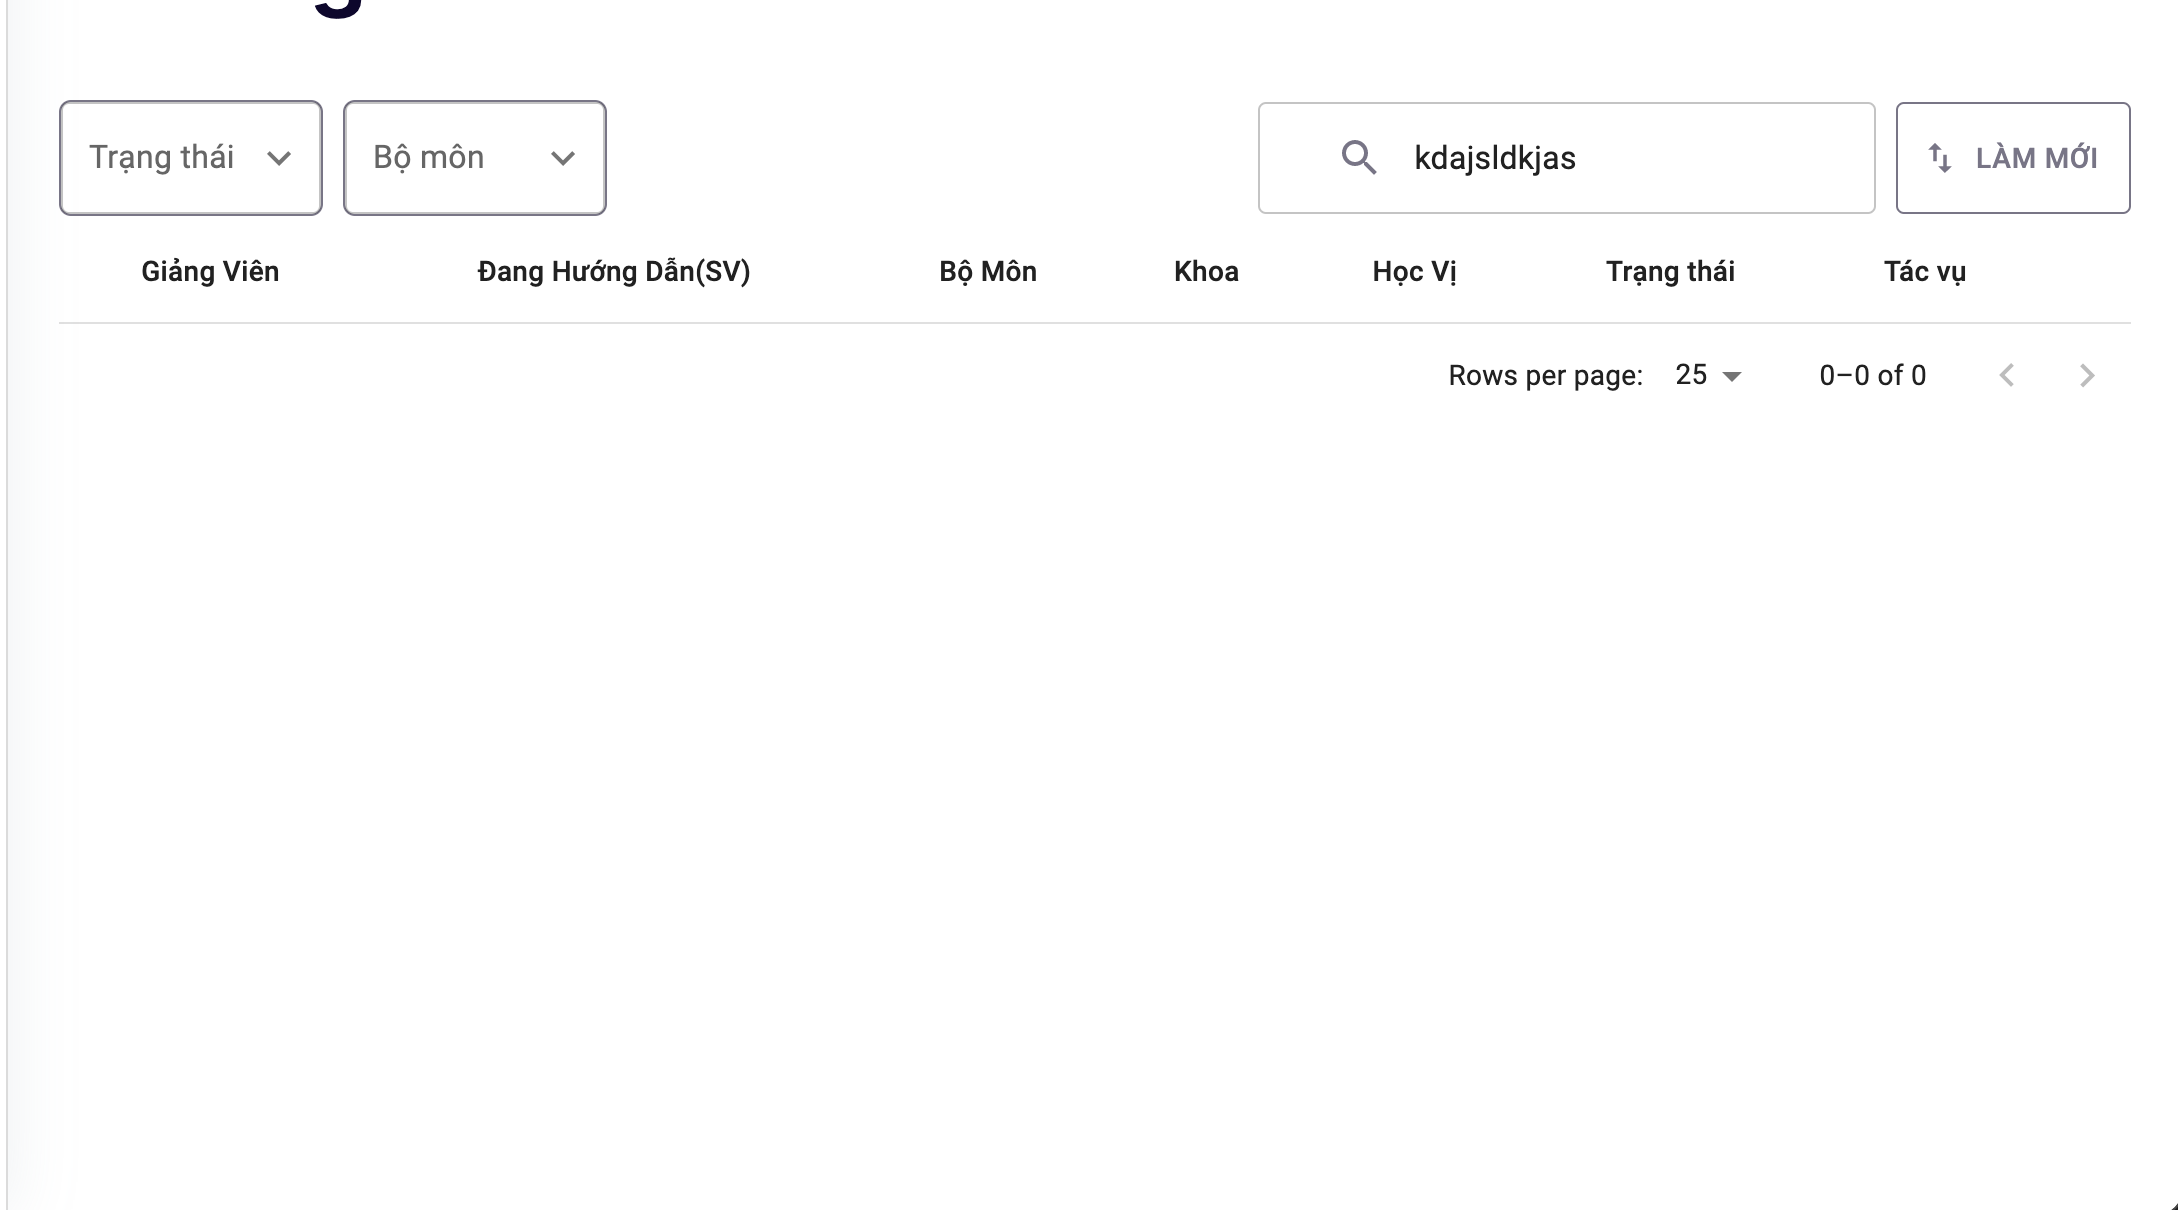 Trạng thái Bộ môn kdajsldkjas LÀM MỚI
Giảng Viên Đang Hướng Dẫn(SV) Bộ Môn Khoa Học Vị Trạng thái Tác vụ
Rows per page: 25 0–0 of 0